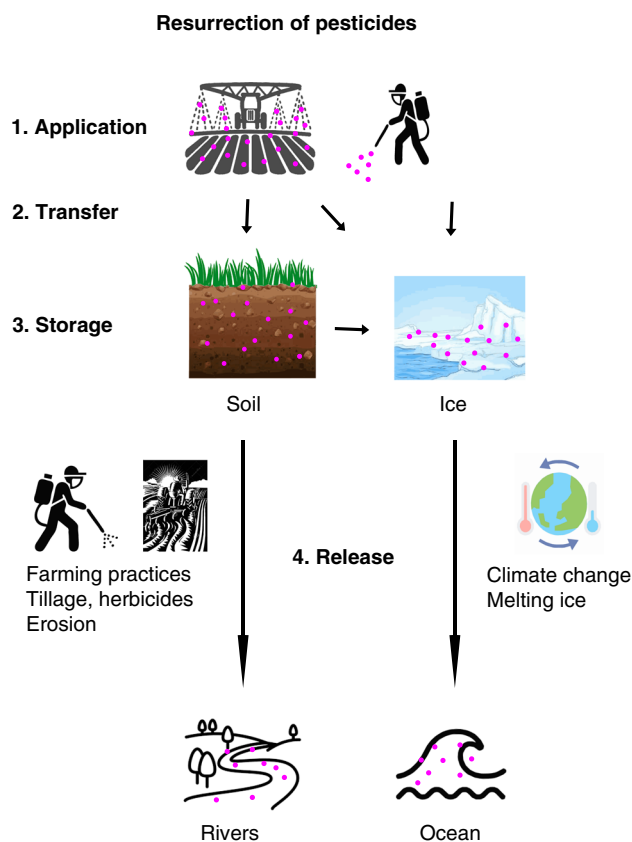 Resurrection of pesticides
1. Application
2. Transfer
3. Storage
Soil
Ice
4. Release
Farming practices
Tillage, herbicides
Erosion
Climate change
Melting ice
Rivers
Ocean